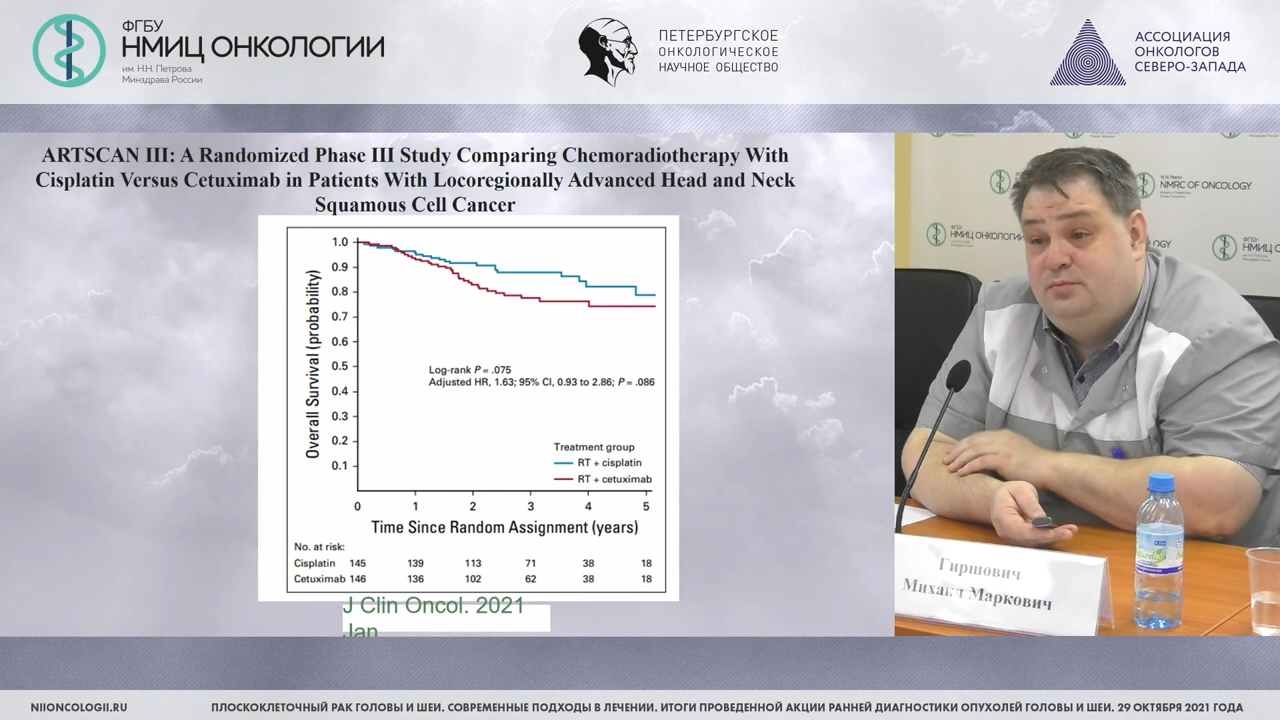 ФГБУ
НМИЦ ОНКОЛОГИИ
им. Н.Н. Петрова
Минздрава России
ПЕТЕРБУРГСКОЕ
ОНКОЛОГИЧЕСКОЕ
НАУЧНОЕ ОБЩЕСТВО
АССОЦИАЦИЯ
ОНКОЛОГОВ
СЕВЕРО-ЗАПАДА
ARTSCAN III: A Randomized Phase III Study Comparing Chemoradiotherapy With
Cisplatin Versus Cetuximab in Patients With Locoregionally Advanced Head and Neck
Squamous Cell Cancer
Overall Survival (probability)
1.0
0.9
0.8
0.7
0.6
0.5
0.4
0.3
0.2
0.1
Log-rank P = .075
Adjusted HR, 1.63; 95% CI, 0.93 to 2.86; P = .086
Treatment group
RT + cisplatin
RT + cetuximab
0 1 2 3 4 5
Time Since Random Assignment (years)
No. at risk:
Cisplatin 145 139 113 71 38 18
Cetuximab 146 136 102 62 38 18
J Clin Oncol. 2021
Jan
NMRC OF ONCOLOGY
ФГБУ
НМИЦ ОНКОЛОГИИ
ФГБУ
НМИЦ ОНК
Гиршович
Михаил Маркович
NIIONCOLOGII.RU
ПЛОСКОКЛЕТОЧНЫЙ РАК ГОЛОВЫ И ШЕИ. СОВРЕМЕННЫЕ ПОДХОДЫ В ЛЕЧЕНИИ. ИТОГИ ПРОВЕДЕННОЙ АКЦИИ РАННЕЙ ДИАГНОСТИКИ ОПУХОЛЕЙ ГОЛОВЫ И ШЕИ. 29 ОКТЯБРЯ 2021 ГОДА